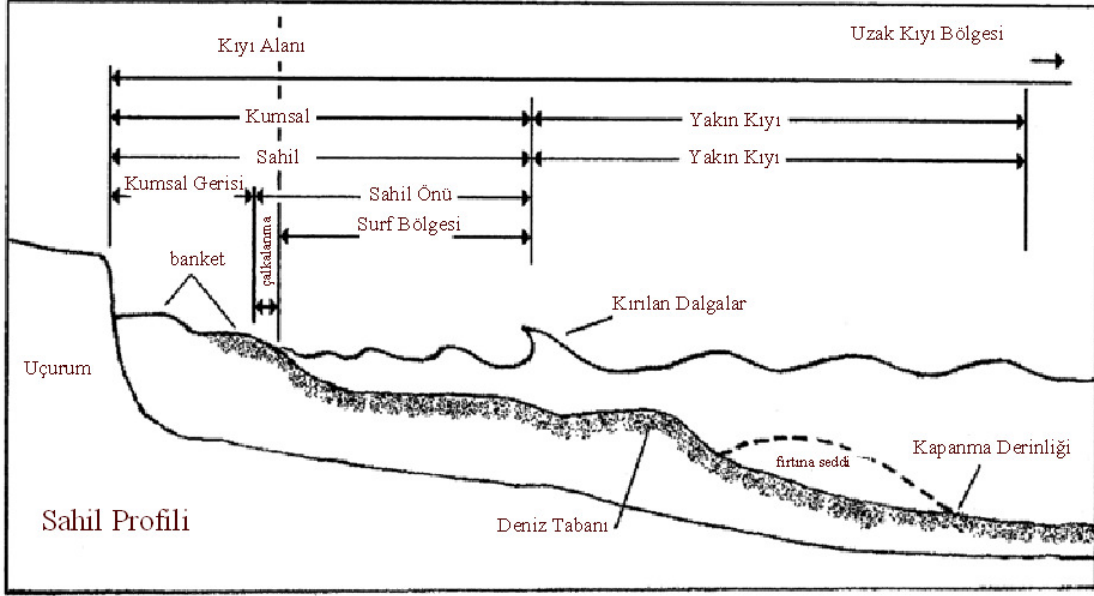 Uzak Kıyı Bölgesi
Kıyı Alanı
Kumsal
Yakın Kıyı
Sahil
Yakın Kıyı
Kumsal Gerisi
Sahil Önü
Surf Bölgesi
çalkalanma
banket
Kırılan Dalgalar
Uçurum
Kapanma Derinliği
fırtına seddi
Deniz Tabanı
Sahil Profili